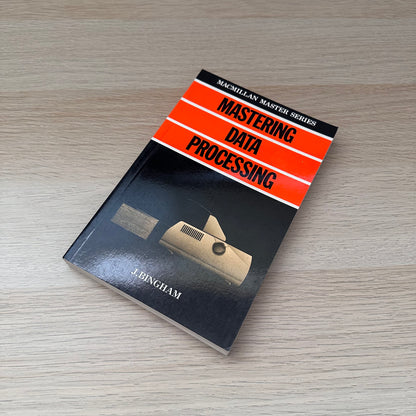 MACMILLAN MASTER SERIES
MASTERING
DATA
PROCESSING
J.BINGHAM